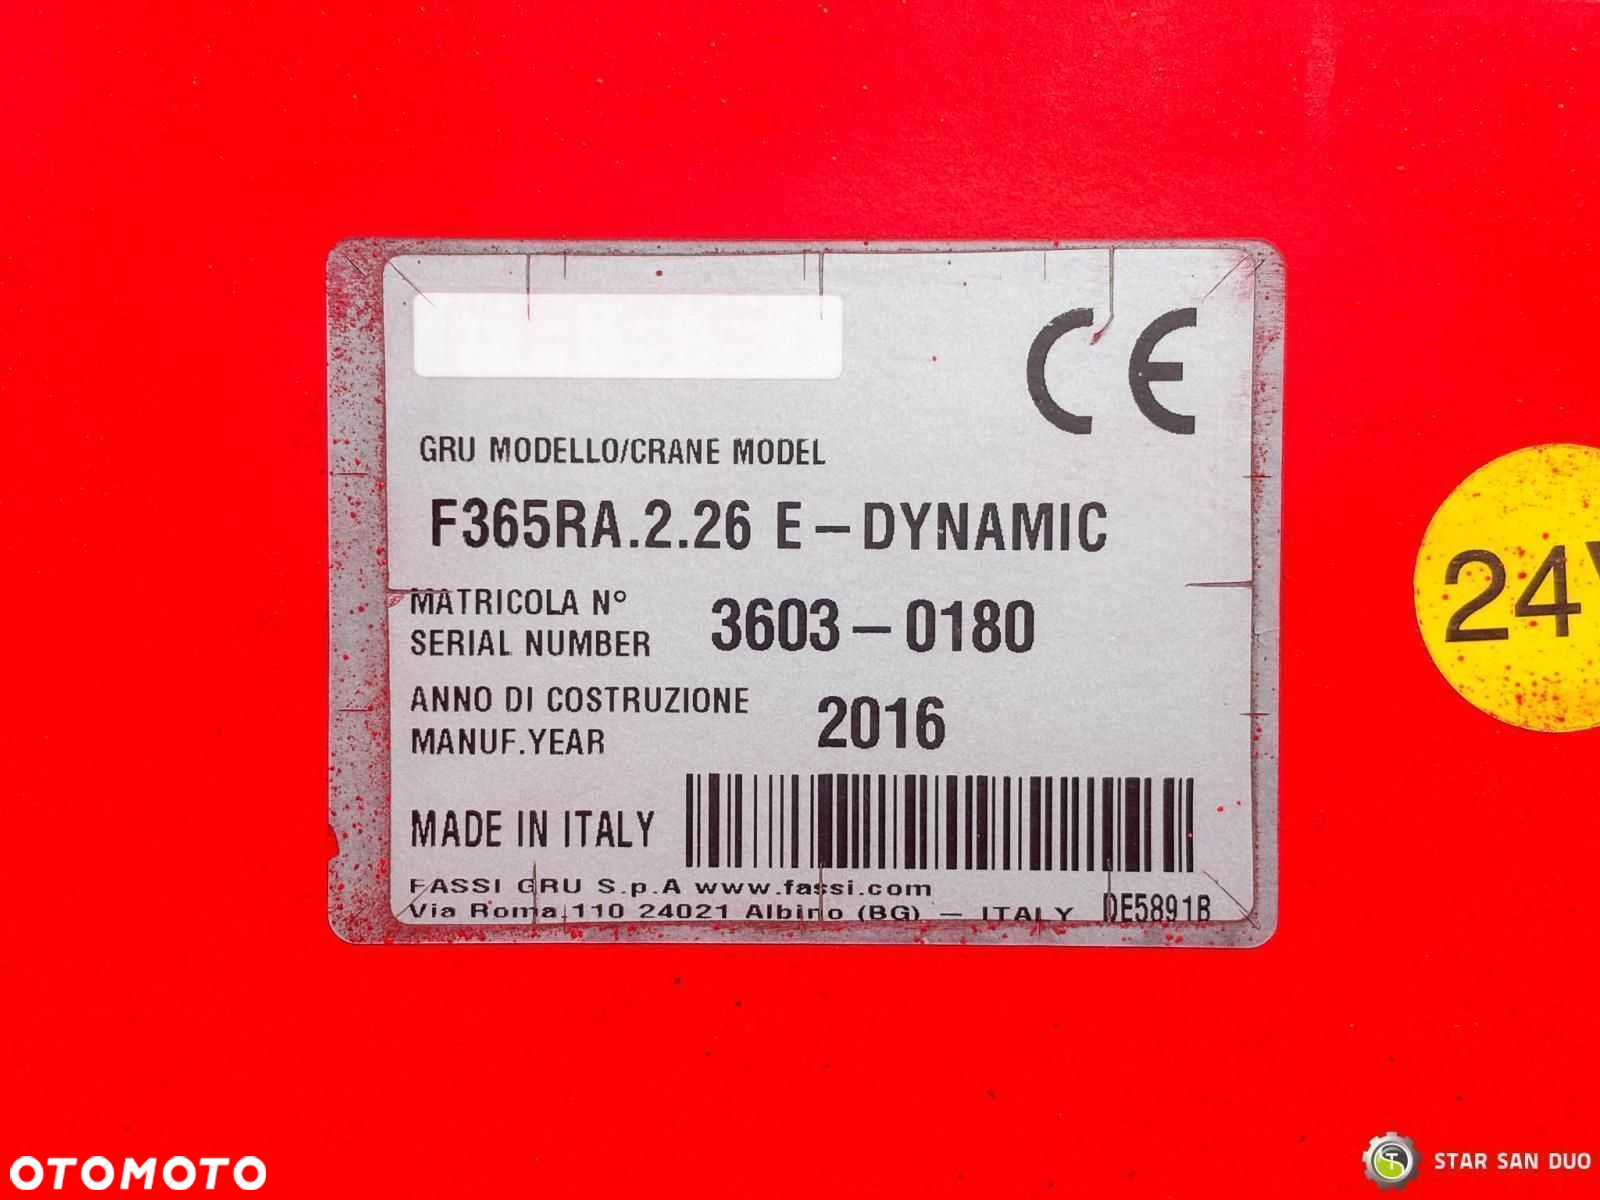 CE
GRU MODELLO/CRANE MODEL
F365RA.2.26 E-DYNAMIC
MATRICOLA N° 3603-0180
SERIAL NUMBER
ANNO DI COSTRUZIONE 2016
MANUF.YEAR
MADE IN ITALY
FASSI GRU S.p.A www.fassi.com
Via Roma,110 24021 Albino (BG) - ITALY DE5891B
24V
OTOMOTO
STAR SAN DUO